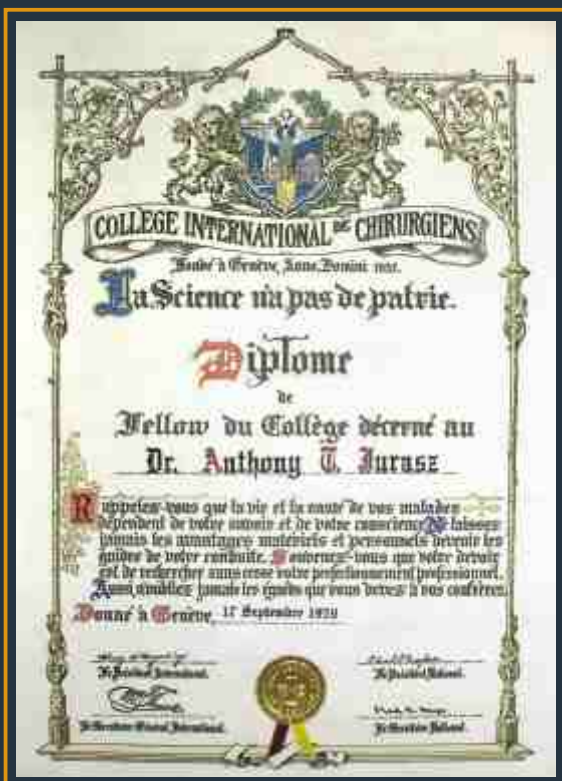 COLLEGE INTERNATIONAL DE CHIRURGIENS
Fondé à Genève, Anno Domini
La Science n'a pas de patrie.
Diplome
de
Fellow du Collège décerné au
Dr. Anthony T. Jurasz
Rappelez-vous que la vie et la santé de vos malades
dépendent de votre savoir et de votre conscience. Ne laissez
jamais les avantages matériels et personnels devenir les
guides de votre conduite. Souvenez-vous que votre devoir
est de rechercher sans cesse votre perfectionnement professionnel.
Aussi, n'oubliez jamais les égards que vous devez à vos confrères.
Donné à Genève, 17 Septembre
Le Président International.
Le Président National.
Le Secrétaire Général International.
Le Secrétaire National.